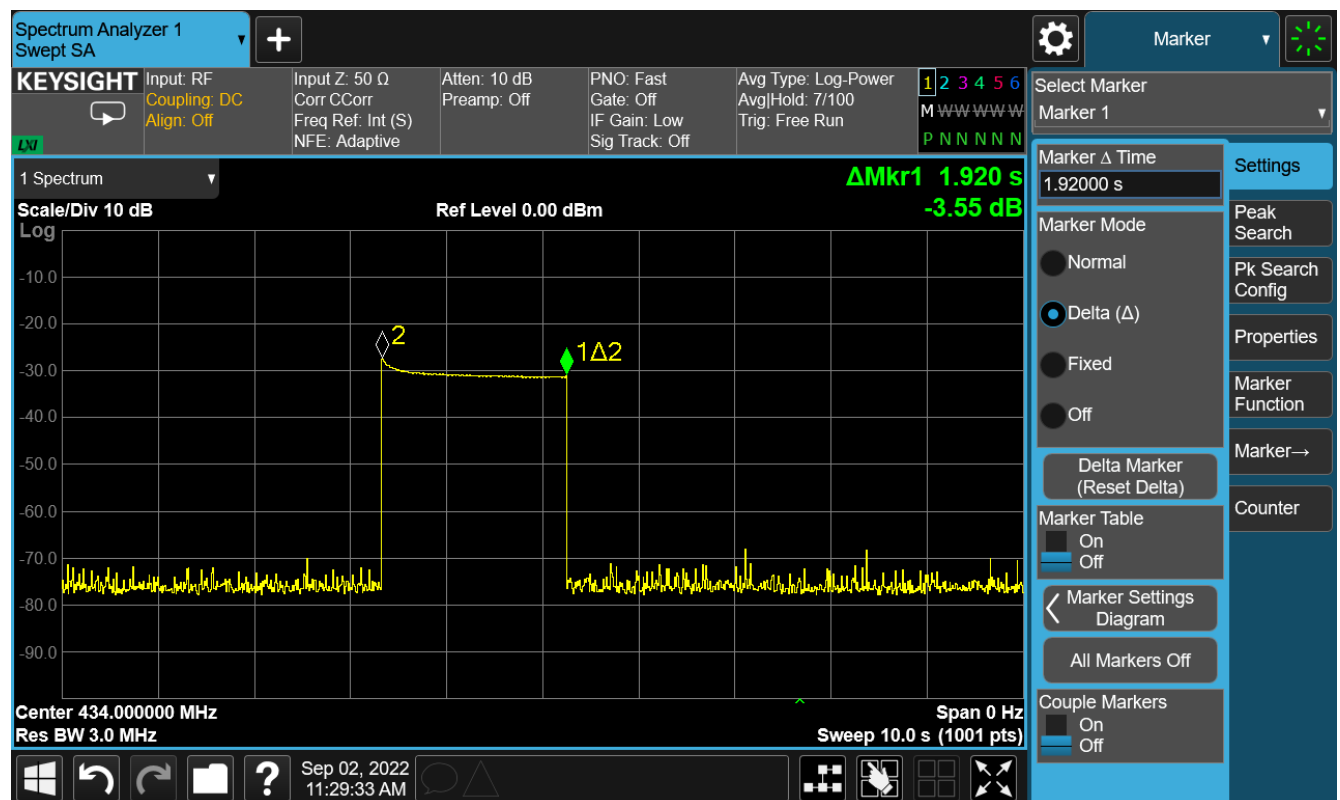 Spectrum Analyzer 1
Swept SA
+
Marker
KEYSIGHT
LXI
Input: RF
Coupling: DC
Align: Off
Input Z: 50 Ω
Corr CCorr
Freq Ref: Int (S)
NFE: Adaptive
Atten: 10 dB
Preamp: Off
PNO: Fast
Gate: Off
IF Gain: Low
Sig Track: Off
Avg Type: Log-Power
Avg|Hold: 7/100
Trig: Free Run
1 2 3 4 5 6
M W W W W W
P N N N N N
Select Marker
Marker 1
1 Spectrum
ΔMkr1 1.920 s
-3.55 dB
Scale/Div 10 dB
Ref Level 0.00 dBm
Log
-10.0
-20.0
-30.0
-40.0
-50.0
-60.0
-70.0
-80.0
-90.0
2
1Δ2
Center 434.000000 MHz
Res BW 3.0 MHz
Span 0 Hz
Sweep 10.0 s (1001 pts)
Marker Δ Time
1.92000 s
Marker Mode
Normal
Delta (Δ)
Fixed
Off
Delta Marker
(Reset Delta)
Marker Table
On
Off
Marker Settings
Diagram
All Markers Off
Couple Markers
On
Off
Settings
Peak
Search
Pk Search
Config
Properties
Marker
Function
Marker→
Counter
?
Sep 02, 2022
11:29:33 AM